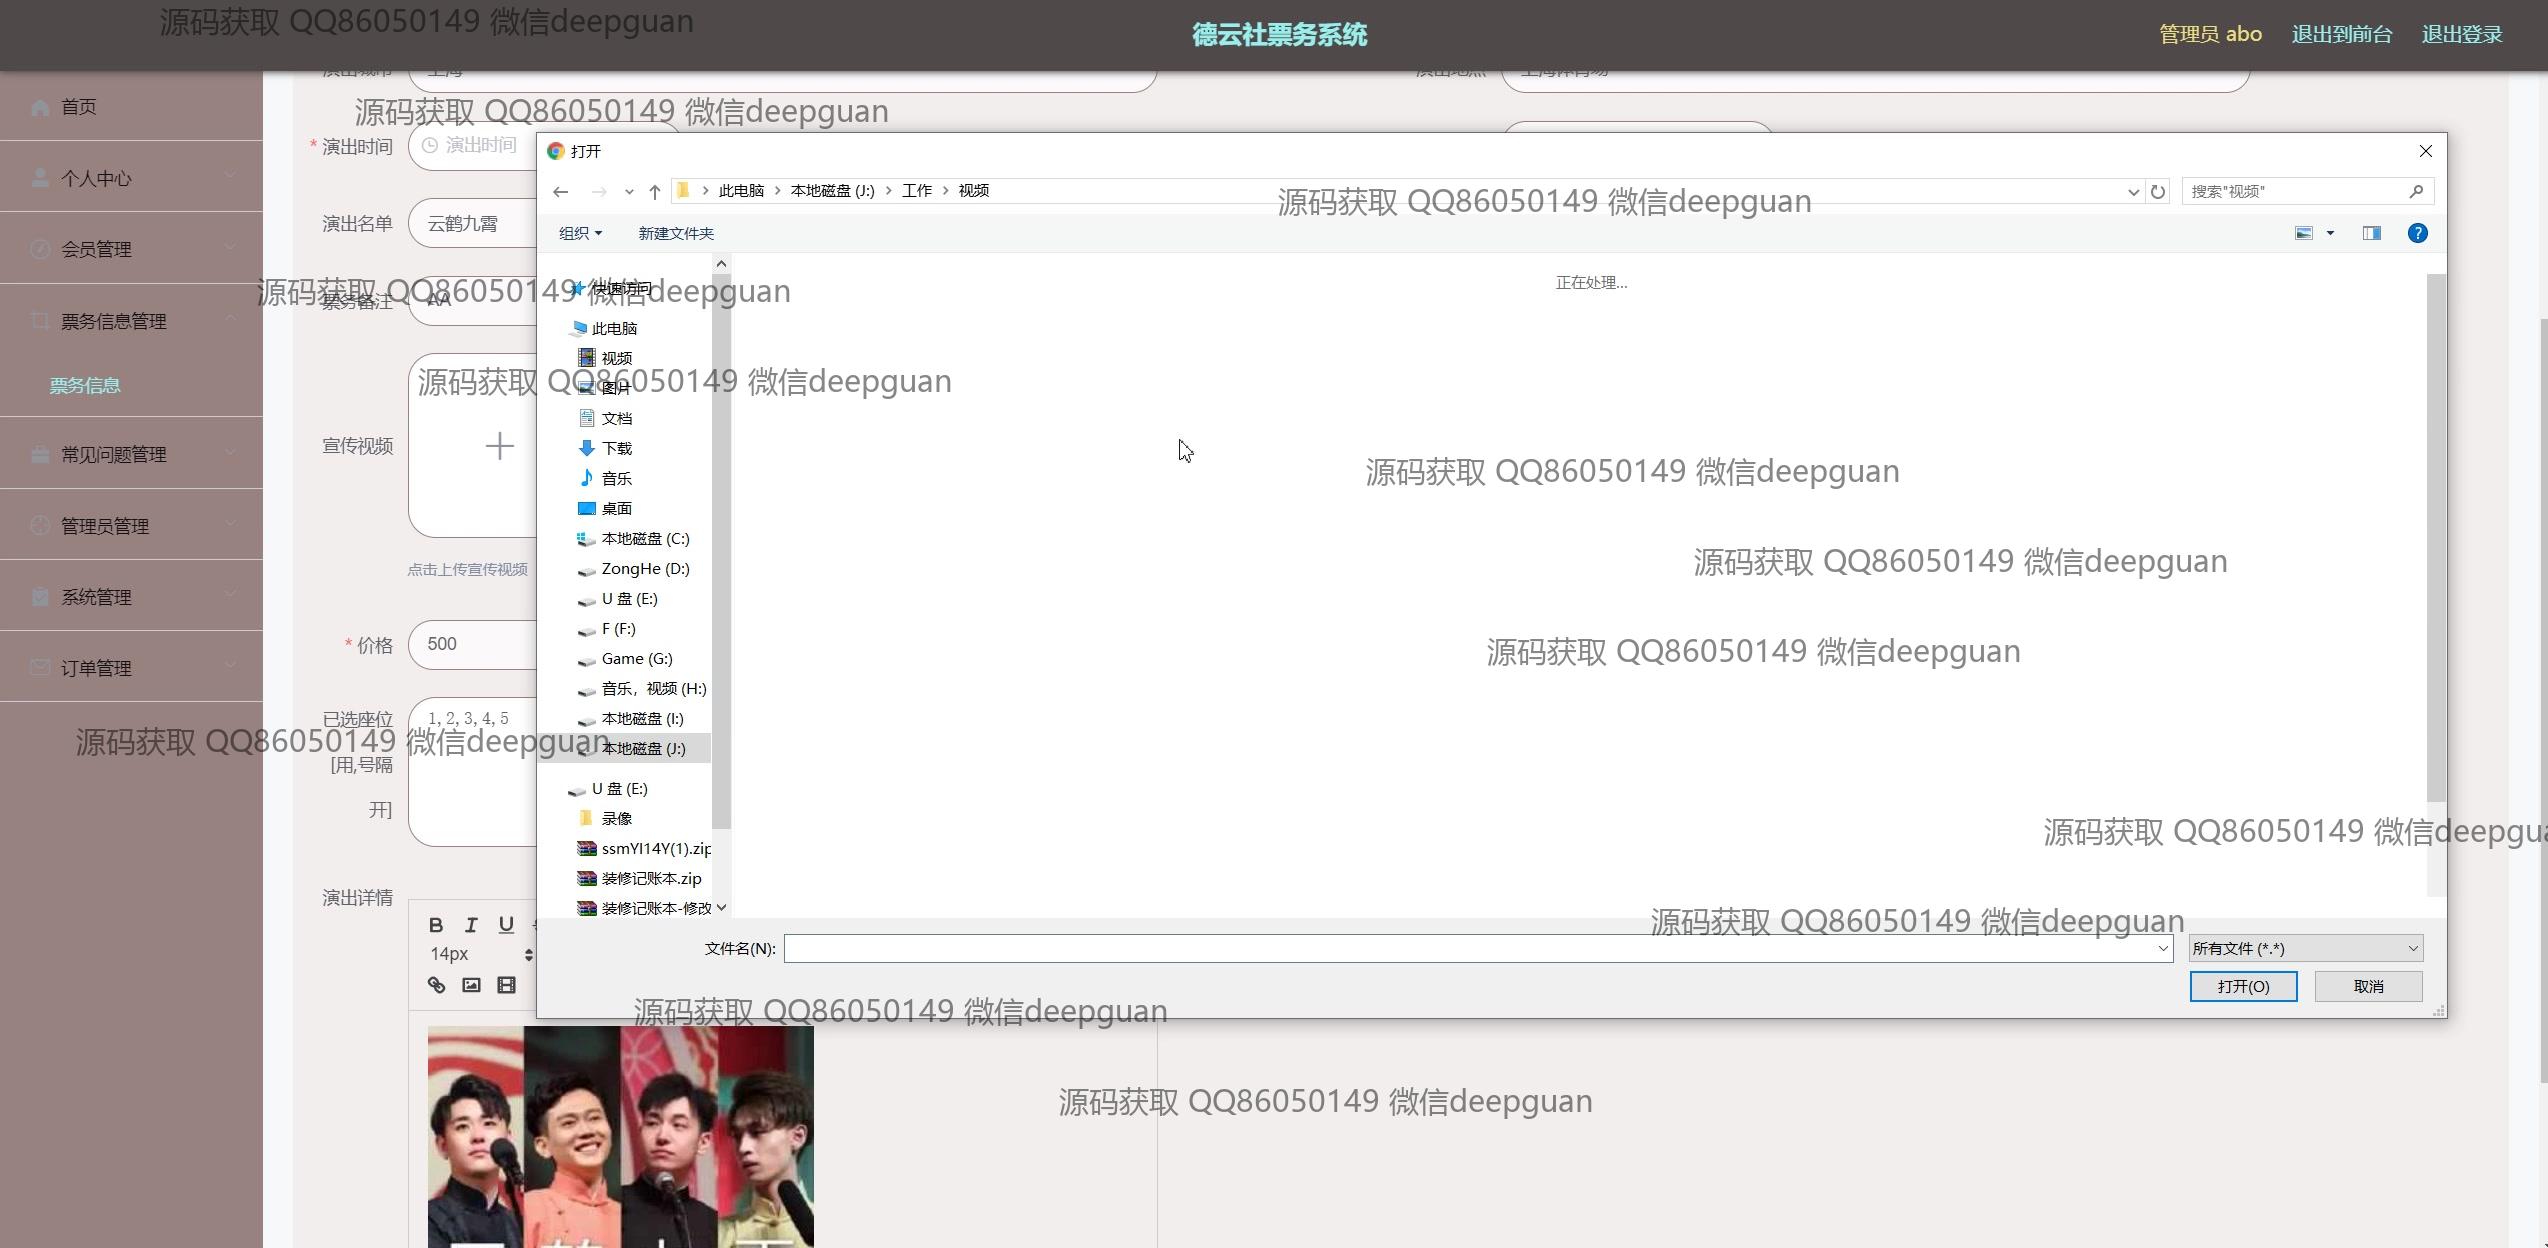 源码获取 QQ86050149 微信deepguan
德云社票务系统
管理员 abo
退出到前台
退出登录
首页
个人中心
会员管理
票务信息管理
票务信息
常见问题管理
管理员管理
系统管理
订单管理
演出城市
上海
演出地点
上海体育场
源码获取 QQ86050149 微信deepguan
* 演出时间
演出时间
演出名单
云鹤九霄
票务备注
AA
宣传视频
点击上传宣传视频
* 价格
500
已选座位
[用,号隔
开]
1,2,3,4,5
演出详情
B I U
14px
打开
此电脑 > 本地磁盘 (J:) > 工作 > 视频
搜索"视频"
源码获取 QQ86050149 微信deepguan
组织
新建文件夹
正在处理...
快速访问
源码获取 QQ86050149 微信deepguan
此电脑
视频
图片
源码获取 QQ86050149 微信deepguan
文档
下载
音乐
桌面
本地磁盘 (C:)
ZongHe (D:)
U 盘 (E:)
F (F:)
Game (G:)
音乐，视频 (H:)
本地磁盘 (I:)
本地磁盘 (J:)
源码获取 QQ86050149 微信deepguan
U 盘 (E:)
录像
ssmYI14Y(1).zip
装修记账本.zip
装修记账本-修改
源码获取 QQ86050149 微信deepguan
源码获取 QQ86050149 微信deepguan
源码获取 QQ86050149 微信deepguan
源码获取 QQ86050149 微信deepgua
源码获取 QQ86050149 微信deepguan
文件名(N):
所有文件 (*.*)
打开(O)
取消
源码获取 QQ86050149 微信deepguan
源码获取 QQ86050149 微信deepguan